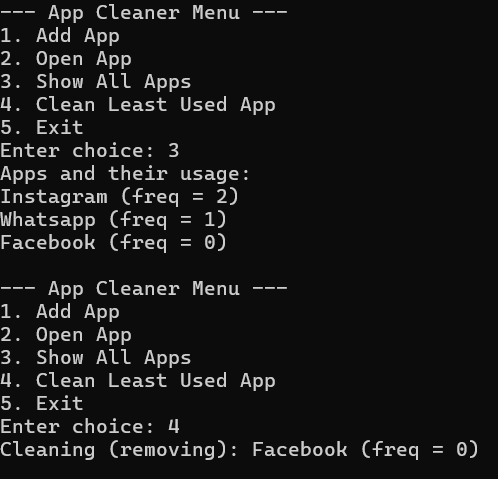 --- App Cleaner Menu ---
1. Add App
2. Open App
3. Show All Apps
4. Clean Least Used App
5. Exit
Enter choice: 3
Apps and their usage:
Instagram (freq = 2)
Whatsapp (freq = 1)
Facebook (freq = 0)
--- App Cleaner Menu ---
1. Add App
2. Open App
3. Show All Apps
4. Clean Least Used App
5. Exit
Enter choice: 4
Cleaning (removing): Facebook (freq = 0)